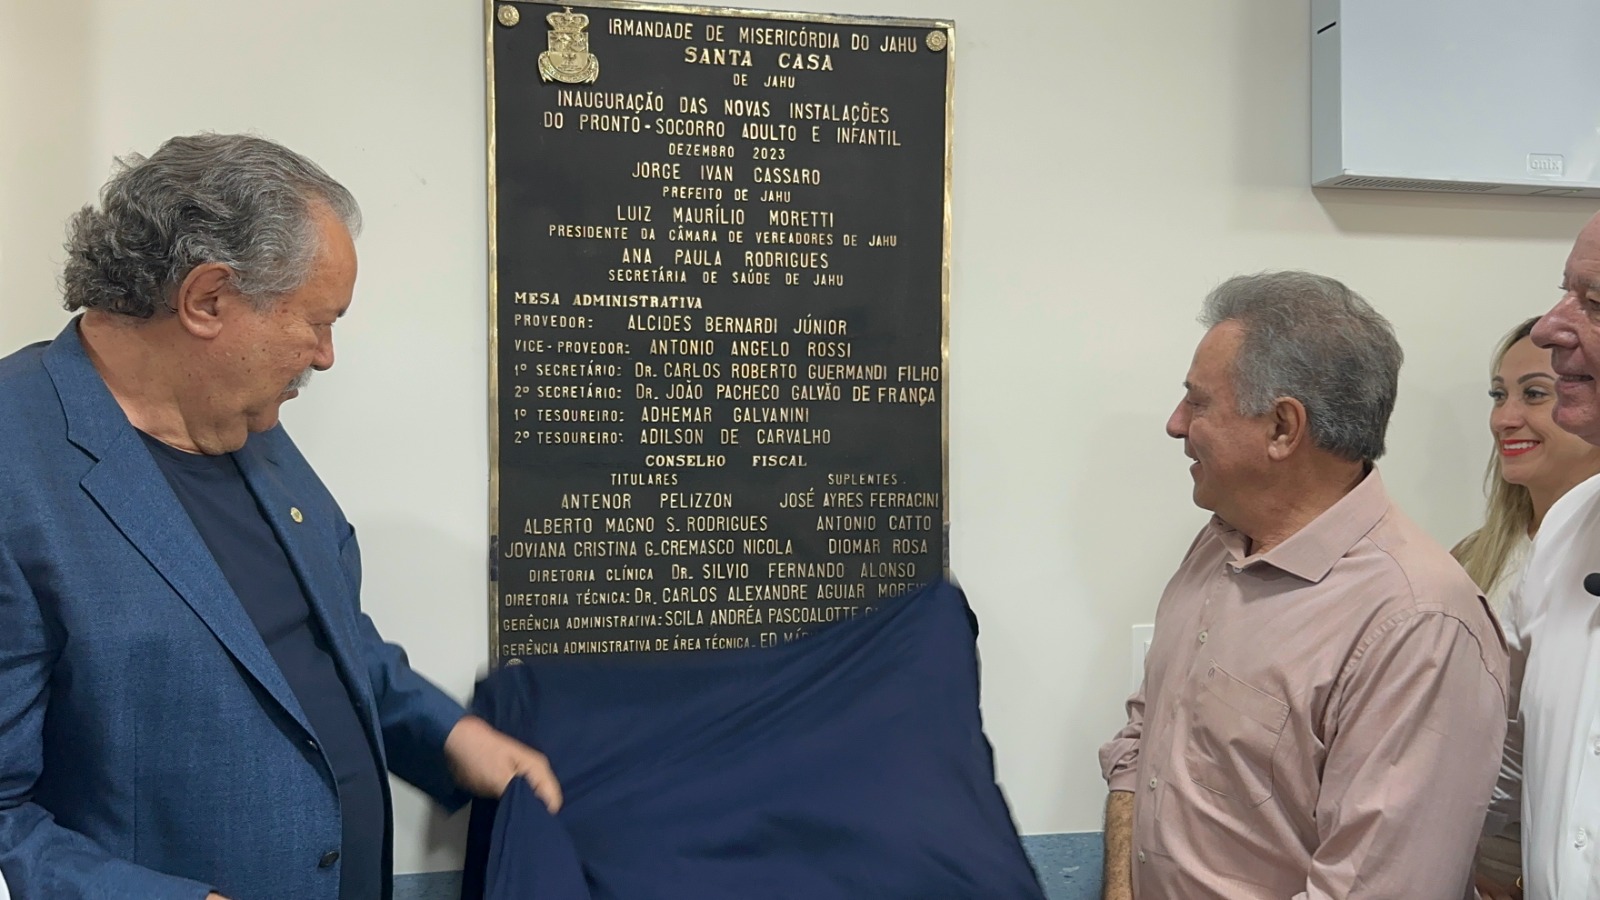 IRMANDADE DE MISERICÓRDIA DO JAHU
SANTA CASA
DE JAHU
INAUGURAÇÃO DAS NOVAS INSTALAÇÕES
DO PRONTO-SOCORRO ADULTO E INFANTIL
DEZEMBRO 2023
JORGE IVAN CASSARO
PREFEITO DE JAHU
LUIZ MAURÍLIO MORETTI
PRESIDENTE DA CÂMARA DE VEREADORES DE JAHU
ANA PAULA RODRIGUES
SECRETÁRIA DE SAÚDE DE JAHU
MESA ADMINISTRATIVA
PROVEDOR: ALCIDES BERNARDI JÚNIOR
VICE-PROVEDOR: ANTONIO ANGELO ROSSI
1º SECRETÁRIO: Dr. CARLOS ROBERTO GUERMANDI FILHO
2º SECRETÁRIO: Dr. JOÃO PACHECO GALVÃO DE FRANÇA
1º TESOUREIRO: ADHEMAR GALVANINI
2º TESOUREIRO: ADILSON DE CARVALHO
CONSELHO FISCAL
TITULARES SUPLENTES.
ANTENOR PELIZZON JOSÉ AYRES FERRACINI
ALBERTO MAGNO S. RODRIGUES ANTONIO CATTO
JOVIANA CRISTINA G. CREMASCO NICOLA DIOMAR ROSA
DIRETORIA CLÍNICA Dr. SILVIO FERNANDO ALONSO
DIRETORIA TÉCNICA: Dr. CARLOS ALEXANDRE AGUIAR
GERÊNCIA ADMINISTRATIVA: SCILA ANDRÉA PASCOALOTTE
GERÊNCIA ADMINISTRATIVA DE ÁREA TÉCNICA. ED
onix